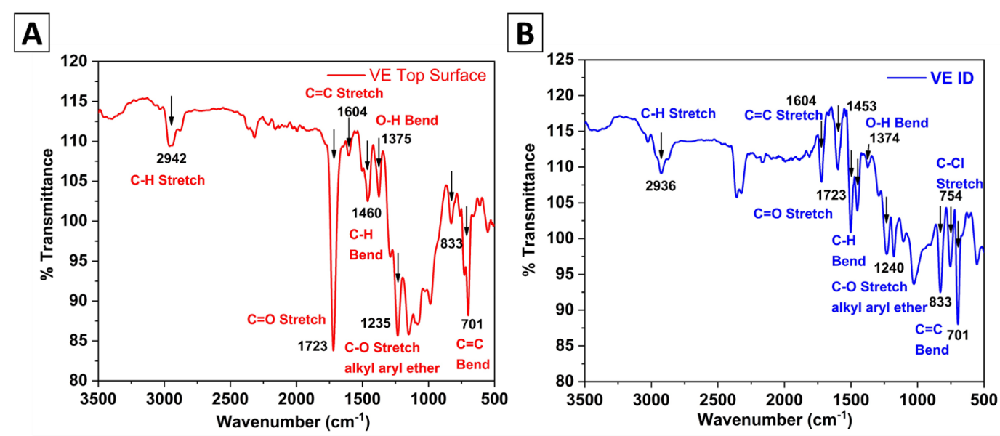 A
% Transmittance
120
115
110
105
100
95
90
85
80
VE Top Surface
C=C Stretch
1604
O-H Bend
1375
2942
C-H Stretch
1460
C-H
Bend
833
C=O Stretch
1723
1235
C-O Stretch
alkyl aryl ether
701
C=C
Bend
3500 3000 2500 2000 1500 1000 500
Wavenumber (cm⁻¹)
B
% Transmittance
125
120
115
110
105
100
95
90
85
80
VE ID
C-H Stretch
2936
1604
C=C Stretch
1453
O-H Bend
1374
C-Cl
Stretch
754
1723
C=O Stretch
C-H
Bend
1240
C-O Stretch
alkyl aryl ether
833
C=C
Bend
701
3500 3000 2500 2000 1500 1000 500
Wavenumber (cm⁻¹)